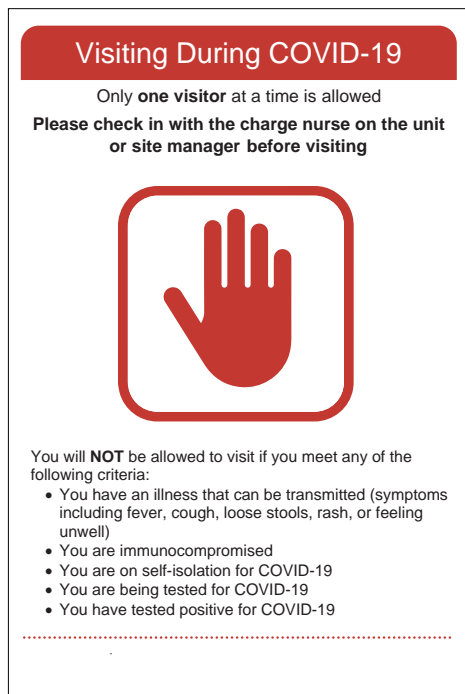 Visiting During COVID-19
Only one visitor at a time is allowed
Please check in with the charge nurse on the unit
or site manager before visiting
You will NOT be allowed to visit if you meet any of the
following criteria:
• You have an illness that can be transmitted (symptoms
including fever, cough, loose stools, rash, or feeling
unwell)
• You are immunocompromised
• You are on self-isolation for COVID-19
• You are being tested for COVID-19
• You have tested positive for COVID-19